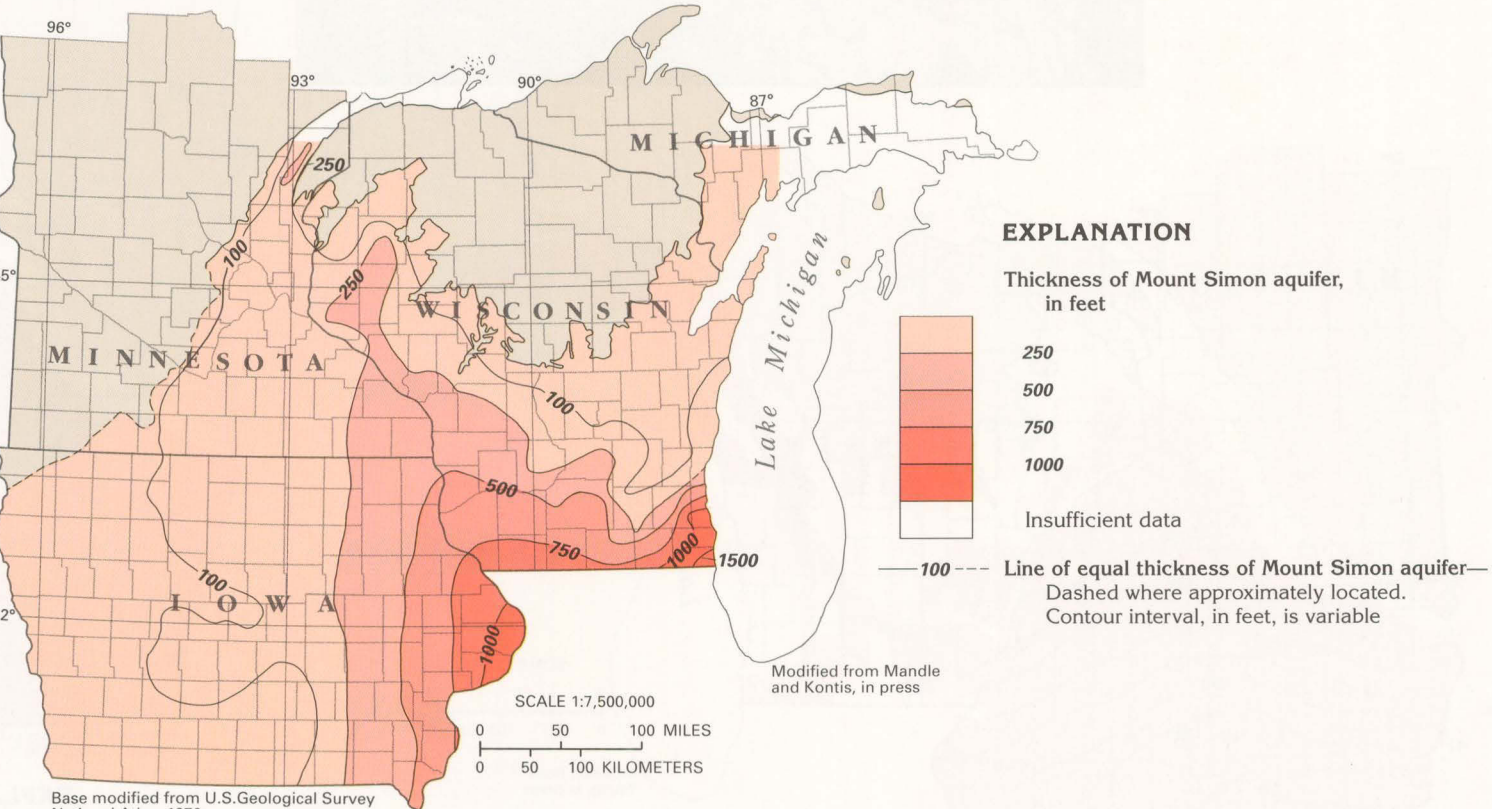 96°
93°
90°
87°
MICHIGAN
250
100
5°
250
WISCONSIN
MINNESOTA
Lake Michigan
100
500
750
1000
1500
100
IOWA
2°
1000
EXPLANATION
Thickness of Mount Simon aquifer,
in feet
250
500
750
1000
Insufficient data
100
Line of equal thickness of Mount Simon aquifer—
Dashed where approximately located.
Contour interval, in feet, is variable
Modified from Mandle
and Kontis, in press
SCALE 1:7,500,000
0 50 100 MILES
0 50 100 KILOMETERS
Base modified from U.S.Geological Survey